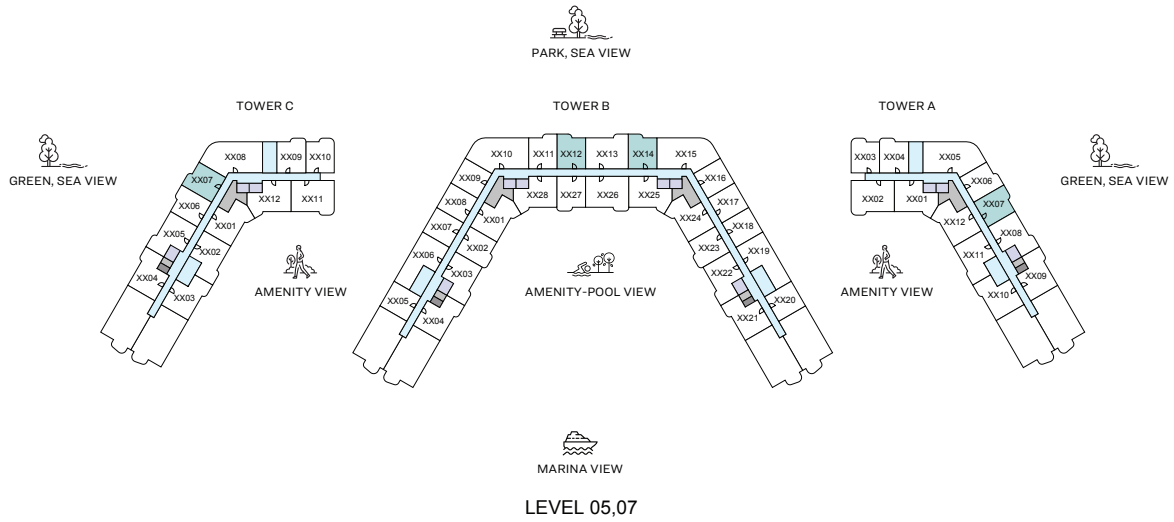 PARK, SEA VIEW
TOWER C
TOWER B
TOWER A
GREEN, SEA VIEW
GREEN, SEA VIEW
XX08
XX09
XX10
XX07
XX06
XX05
XX04
XX03
XX02
XX01
XX12
XX11
XX10
XX11
XX12
XX13
XX14
XX15
XX09
XX08
XX07
XX06
XX05
XX04
XX03
XX02
XX01
XX28
XX27
XX26
XX25
XX24
XX23
XX22
XX21
XX16
XX17
XX18
XX19
XX20
XX03
XX04
XX05
XX02
XX01
XX06
XX07
XX08
XX09
XX12
XX11
XX10
AMENITY VIEW
AMENITY-POOL VIEW
AMENITY VIEW
MARINA VIEW
LEVEL 05,07